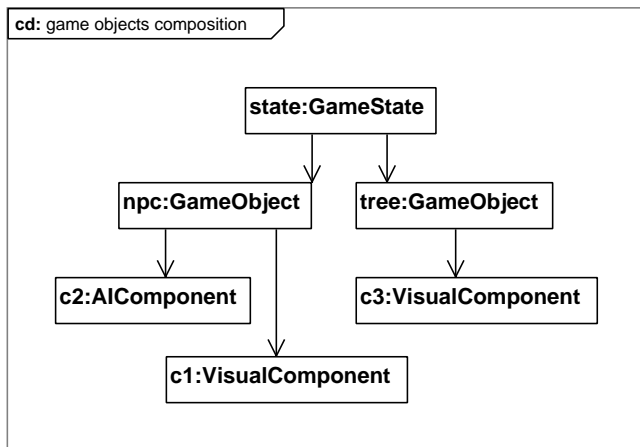 cd: game objects composition
state:GameState
npc:GameObject
tree:GameObject
c2:AIComponent
c3:VisualComponent
c1:VisualComponent